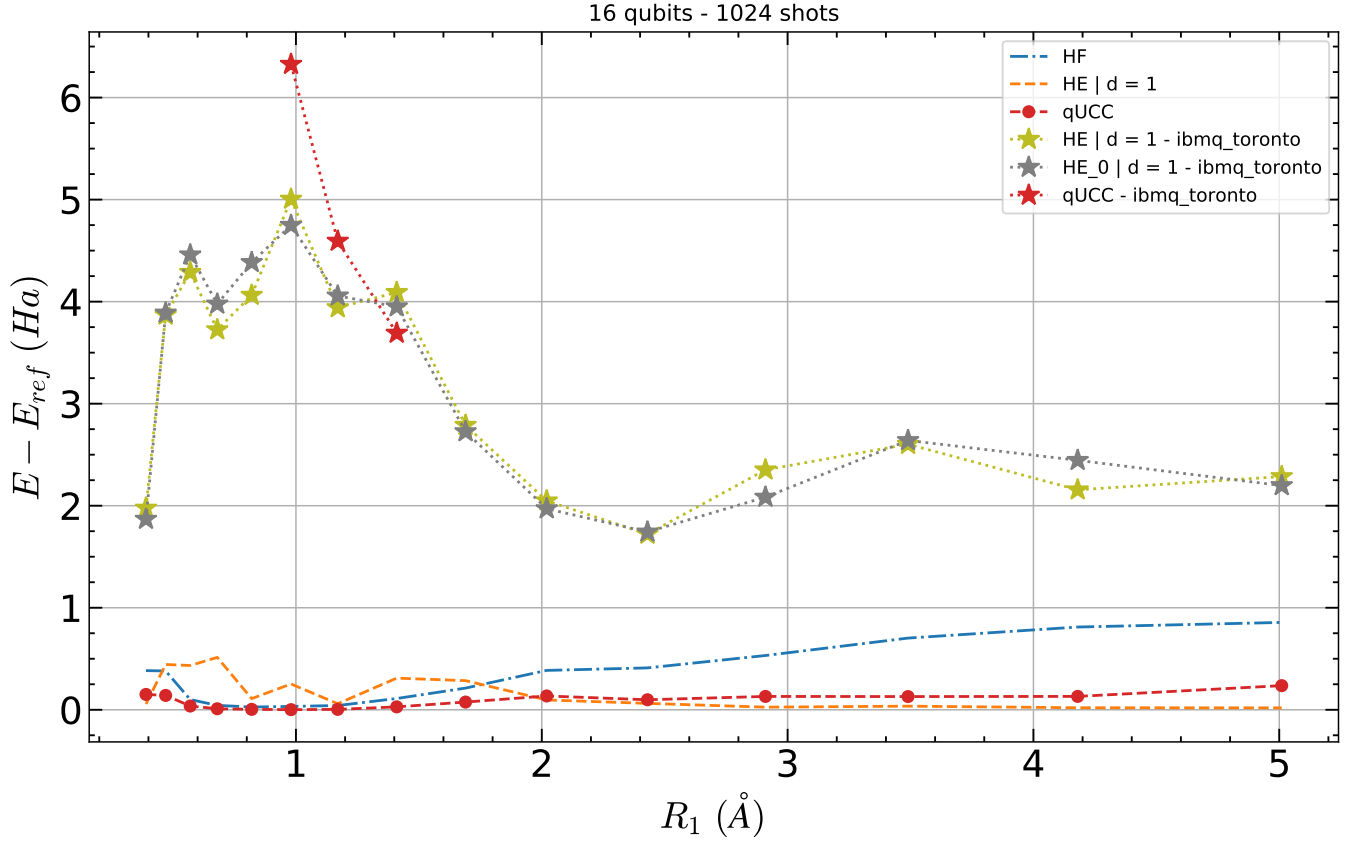 16 qubits - 1024 shots
HF
HE | d = 1
qUCC
HE | d = 1 - ibmq_toronto
HE_0 | d = 1 - ibmq_toronto
qUCC - ibmq_toronto
E − E_ref (Ha)
6
5
4
3
2
1
0
1 2 3 4 5
R₁ (Å)